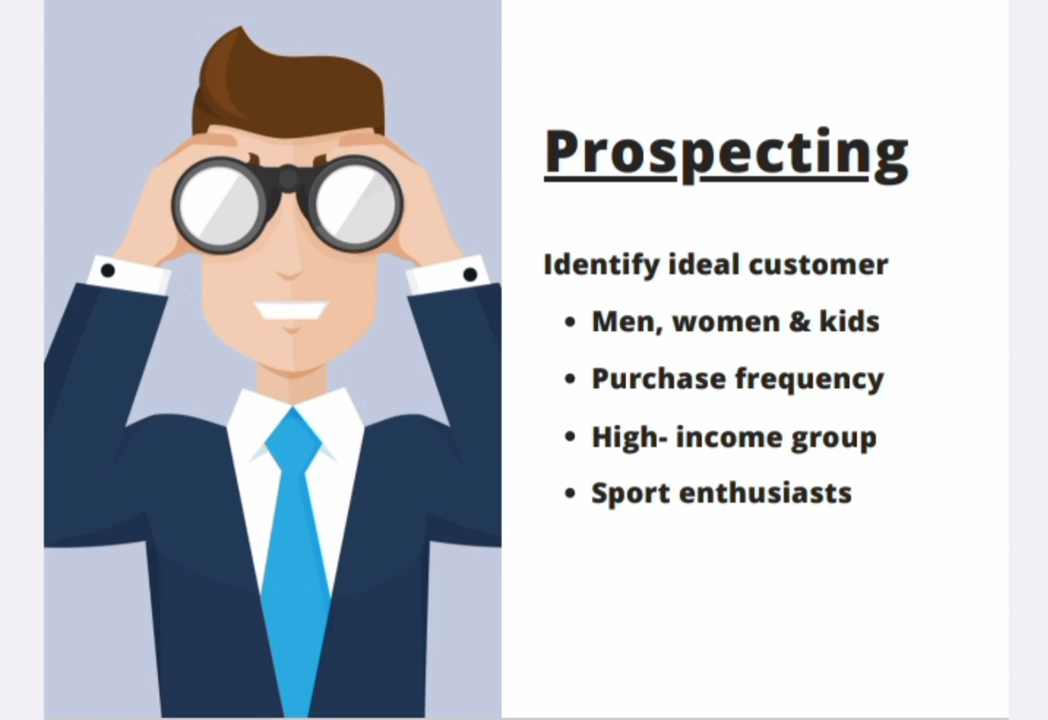 Prospecting
Identify ideal customer
• Men, women & kids
• Purchase frequency
• High- income group
• Sport enthusiasts